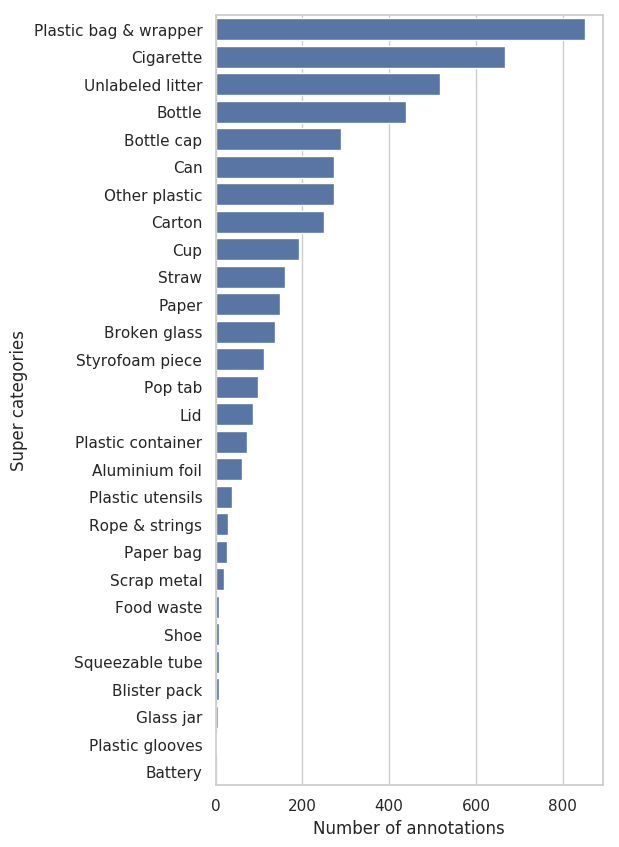 Super categories
Plastic bag & wrapper
Cigarette
Unlabeled litter
Bottle
Bottle cap
Can
Other plastic
Carton
Cup
Straw
Paper
Broken glass
Styrofoam piece
Pop tab
Lid
Plastic container
Aluminium foil
Plastic utensils
Rope & strings
Paper bag
Scrap metal
Food waste
Shoe
Squeezable tube
Blister pack
Glass jar
Plastic glooves
Battery
0 200 400 600 800
Number of annotations